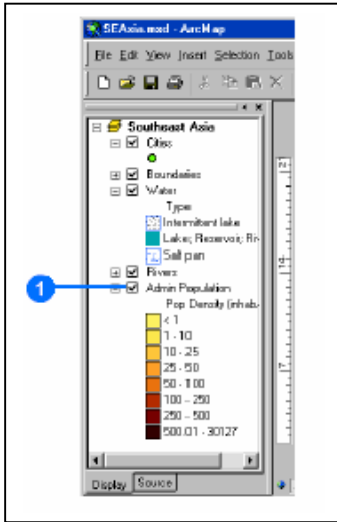 SEAsia.mxd - ArcMap
File Edit View Insert Selection Tools
Southeast Asia
Cities
Boundaries
Water
Type
Intermittent lake
Lake; Reservoir; Riv
Salt pan
Rivers
1
Admin Population
Pop Density (inhab.
< 1
1 - 10
10 - 25
25 - 50
50 - 100
100 - 250
250 - 500
500.01 - 30127
Display Source